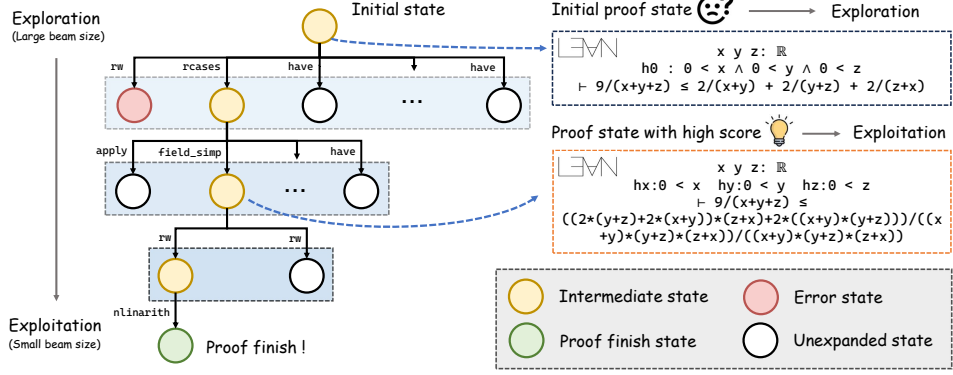 Exploration
(Large beam size)
Initial state
rw
rcases
have
...
have
apply
field_simp
...
have
rw
rw
nlinarith
Exploitation
(Small beam size)
Proof finish !
Initial proof state
Exploration
LEAN
x y z: ℝ
h0 : 0 < x ∧ 0 < y ∧ 0 < z
⊢ 9/(x+y+z) ≤ 2/(x+y) + 2/(y+z) + 2/(z+x)
Proof state with high score
Exploitation
LEAN
x y z: ℝ
hx:0 < x hy:0 < y hz:0 < z
⊢ 9/(x+y+z) ≤
((2*(y+z)+2*(x+y))*(z+x)+2*((x+y)*(y+z)))/((x
+y)*(y+z)*(z+x))/((x+y)*(y+z)*(z+x))
Intermediate state
Error state
Proof finish state
Unexpanded state